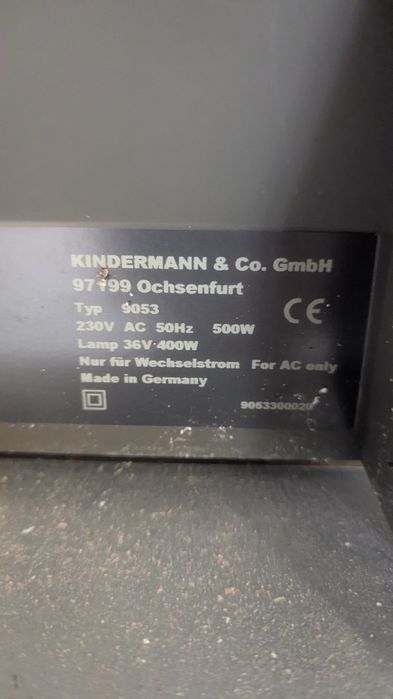 KINDERMANN & Co. GmbH
97199 Ochsenfurt
Typ 9053
230V AC 50Hz 500W
CE
Lamp 36V 400W
Nur für Wechselstrom For AC only
Made in Germany
9053300020